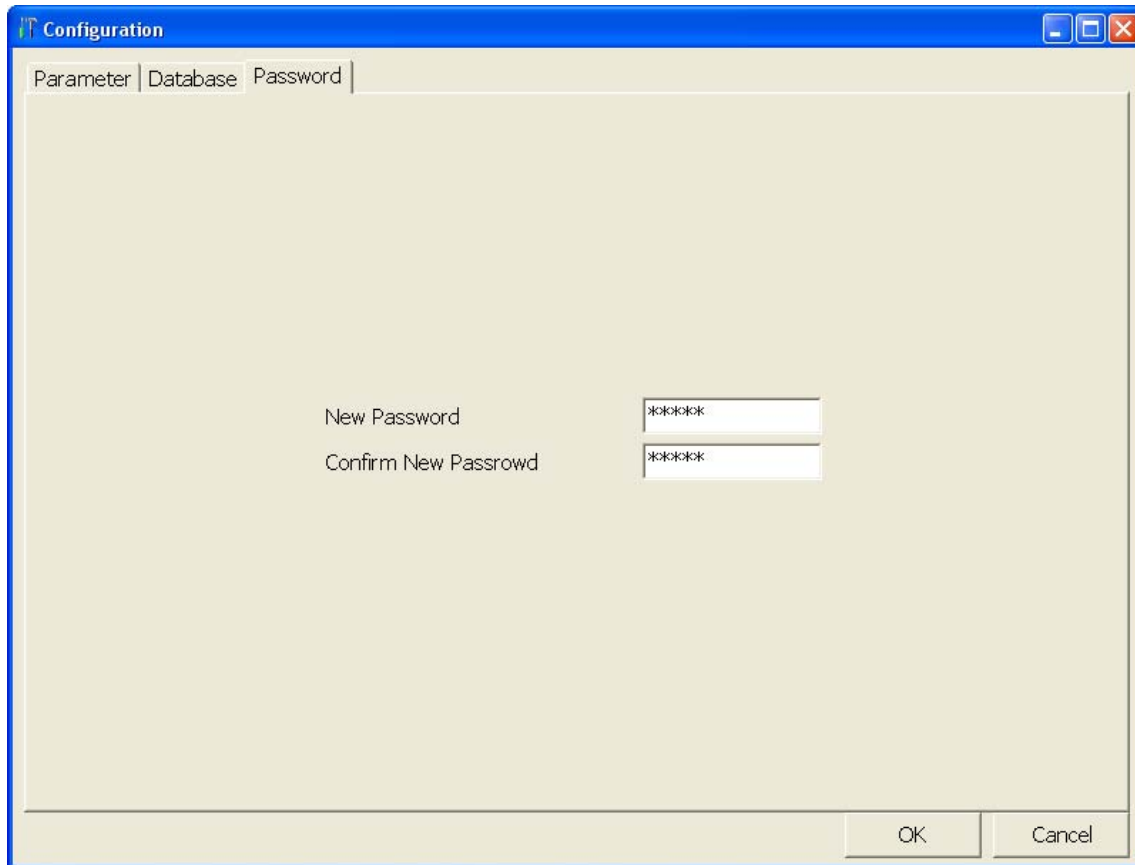 Configuration
Parameter Database Password
New Password *****
Confirm New Passrowd *****
OK Cancel